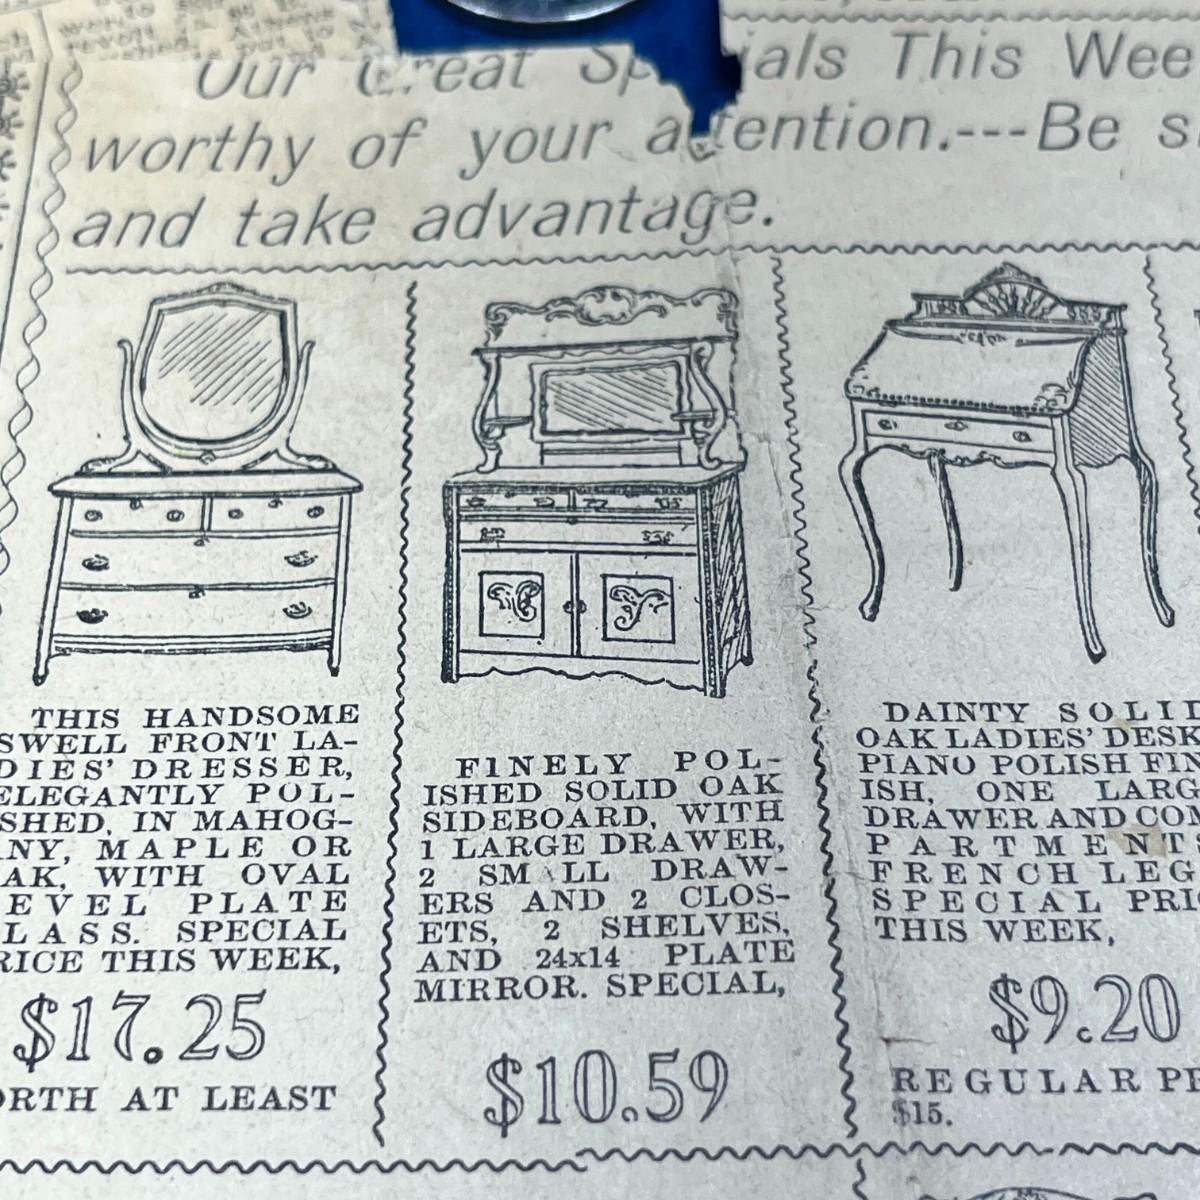 Our Great Specials This Wee
worthy of your attention.---Be s
and take advantage.
THIS HANDSOME
SWELL FRONT LA-
DIES' DRESSER,
ELEGANTLY POL-
SHED, IN MAHOG-
NY, MAPLE OR
AK, WITH OVAL
EVEL PLATE
LASS. SPECIAL
RICE THIS WEEK,
$17.25
ORTH AT LEAST
FINELY POL-
ISHED SOLID OAK
SIDEBOARD, WITH
1 LARGE DRAWER,
2 SMALL DRAW-
ERS AND 2 CLOS-
ETS, 2 SHELVES,
AND 24x14 PLATE
MIRROR. SPECIAL,
$10.59
DAINTY SOLID
OAK LADIES' DESK
PIANO POLISH FIN
ISH, ONE LARG
DRAWER AND COM
PARTMENTS
FRENCH LEG
SPECIAL PRI
THIS WEEK,
$9.20
REGULAR PR
$15.